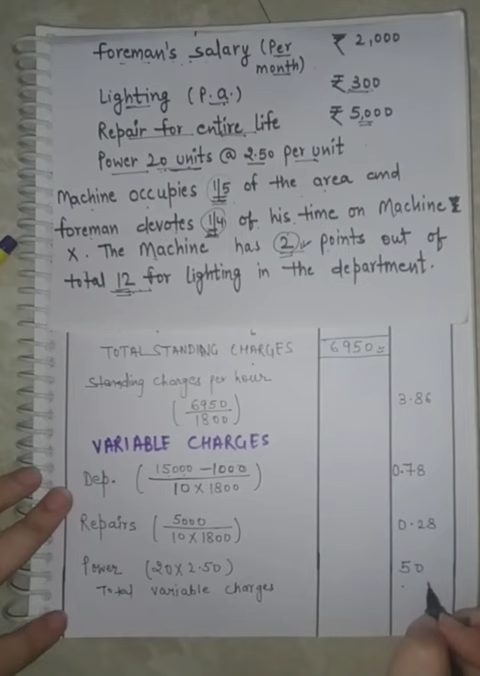 foreman's salary (Per month) ₹ 2,000
Lighting (P.a.) ₹ 300
Repair for entire life ₹ 5,000
Power 20 units @ 2.50 per unit
Machine occupies 1/5 of the area and
foreman devotes 1/4 of his time on Machine
X. The Machine has 2 points out of
total 12 for lighting in the department.
TOTAL STANDING CHARGES 6950
Standing charges per hour
(6950/1800) 3.86
VARIABLE CHARGES
Dep. (15000-1000/10×1800) 0.78
Repairs (5000/10×1800) 0.28
Power (20×2.50) 50
Total variable charges